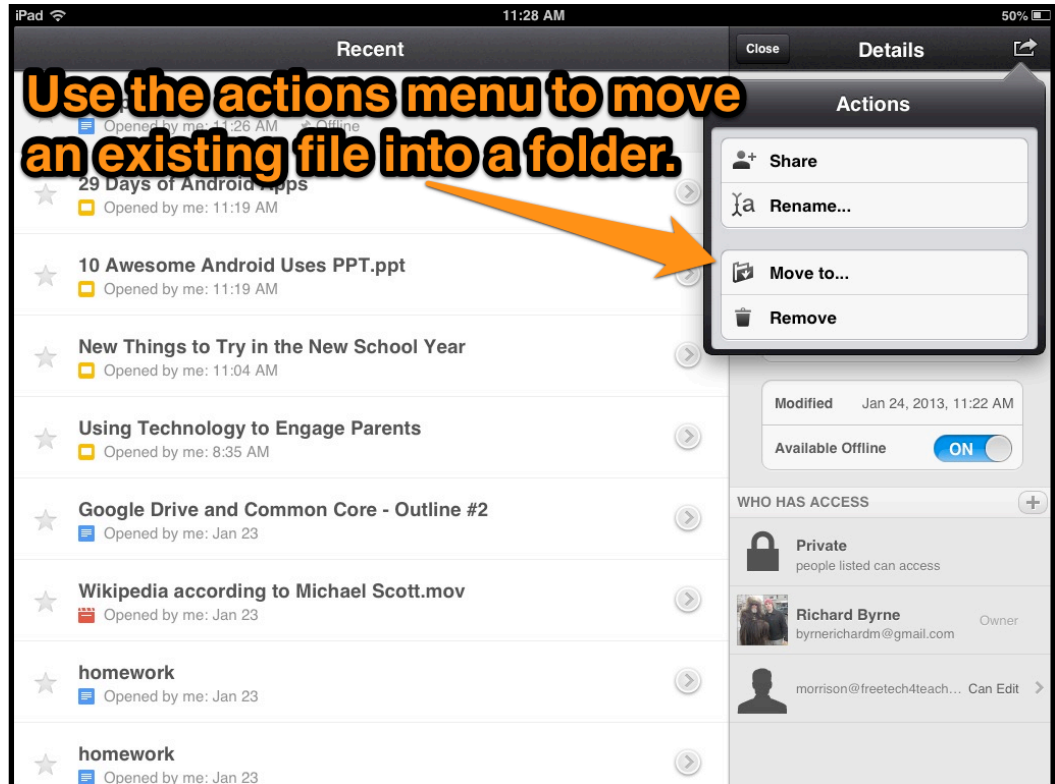 iPad
11:28 AM
50%
Recent
Close
Details
Use the actions menu to move
an existing file into a folder.
Opened by me: 11:26 AM Offline
29 Days of Android Apps
Opened by me: 11:19 AM
10 Awesome Android Uses PPT.ppt
Opened by me: 11:19 AM
New Things to Try in the New School Year
Opened by me: 11:04 AM
Using Technology to Engage Parents
Opened by me: 8:35 AM
Google Drive and Common Core - Outline #2
Opened by me: Jan 23
Wikipedia according to Michael Scott.mov
Opened by me: Jan 23
homework
Opened by me: Jan 23
homework
Opened by me: Jan 23
Actions
Share
Rename...
Move to...
Remove
Modified Jan 24, 2013, 11:22 AM
Available Offline ON
WHO HAS ACCESS
Private
people listed can access
Richard Byrne
Owner
byrnerichardm@gmail.com
morrison@freetech4teach... Can Edit